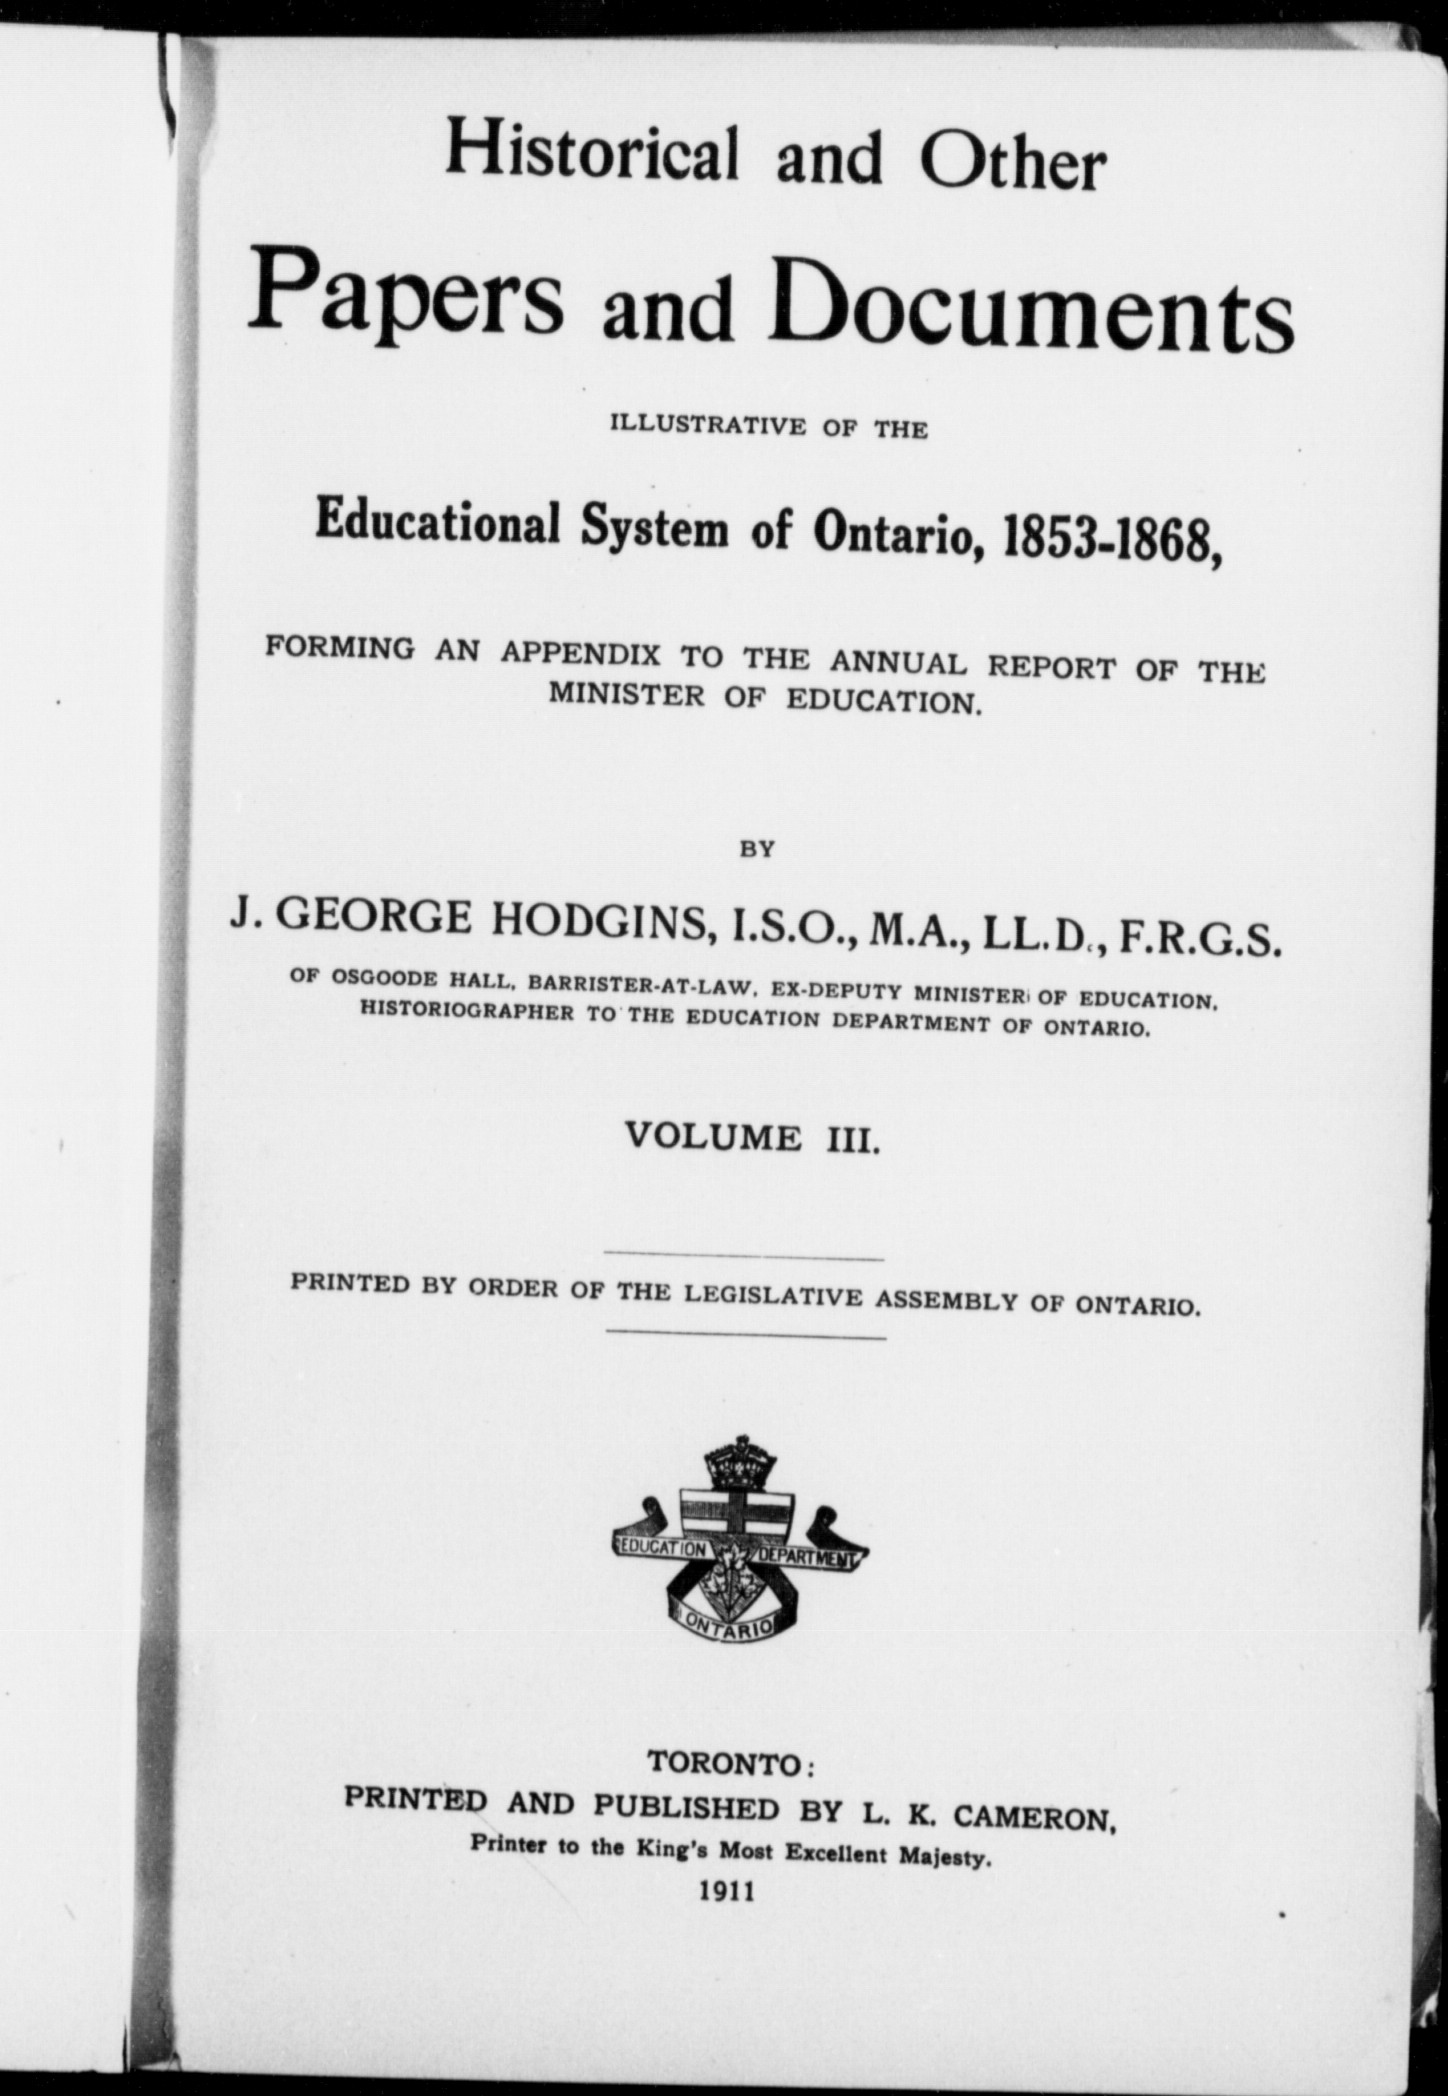 Historical and Other
Papers and Documents
ILLUSTRATIVE OF THE
Educational System of Ontario, 1853-1868,
FORMING AN APPENDIX TO THE ANNUAL REPORT OF THE
MINISTER OF EDUCATION.
BY
J. GEORGE HODGINS, I.S.O., M.A., LL.D., F.R.G.S.
OF OSGOODE HALL, BARRISTER-AT-LAW, EX-DEPUTY MINISTER OF EDUCATION,
HISTORIOGRAPHER TO THE EDUCATION DEPARTMENT OF ONTARIO.
VOLUME III.
PRINTED BY ORDER OF THE LEGISLATIVE ASSEMBLY OF ONTARIO.
EDUCATION DEPARTMENT
ONTARIO
TORONTO:
PRINTED AND PUBLISHED BY L. K. CAMERON,
Printer to the King's Most Excellent Majesty.
1911